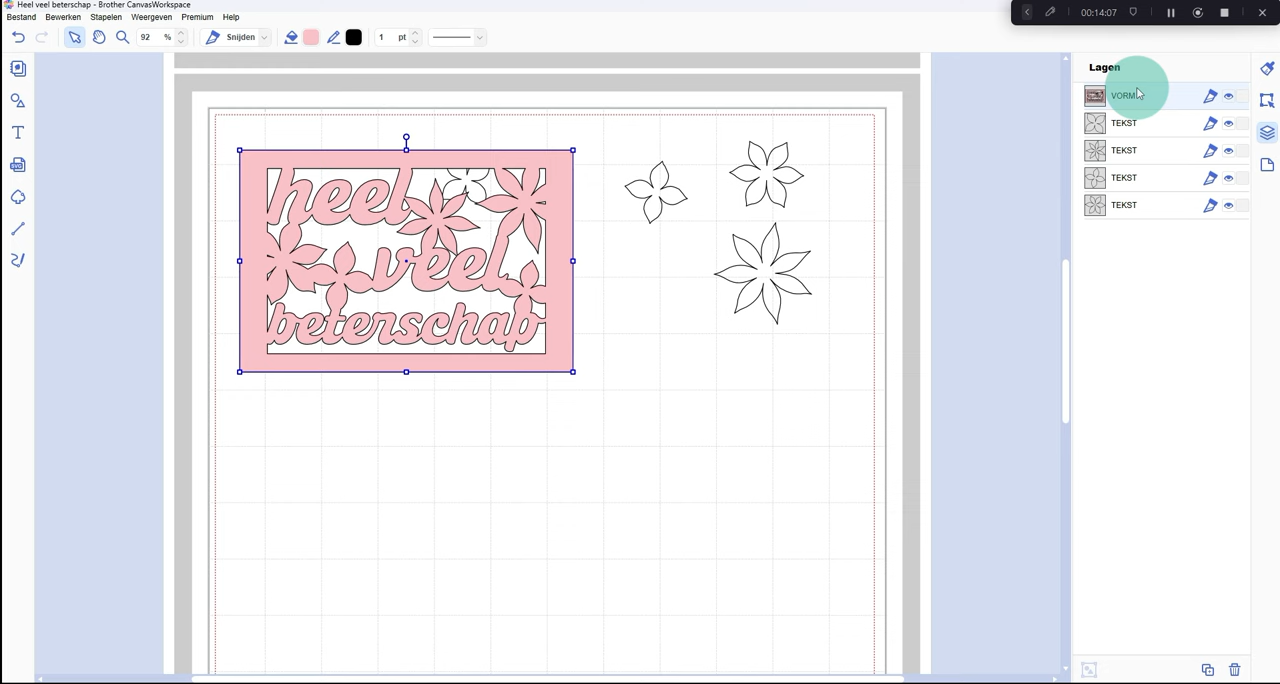 Heel veel beterschap - Brother CanvasWorkspace
00:14:07
Bestand Bewerken Stapelen Weergeven Premium Help
92 % Snijden 1 pt
Lagen
VORM
TEKST
TEKST
TEKST
TEKST
heel
veel
beterschap